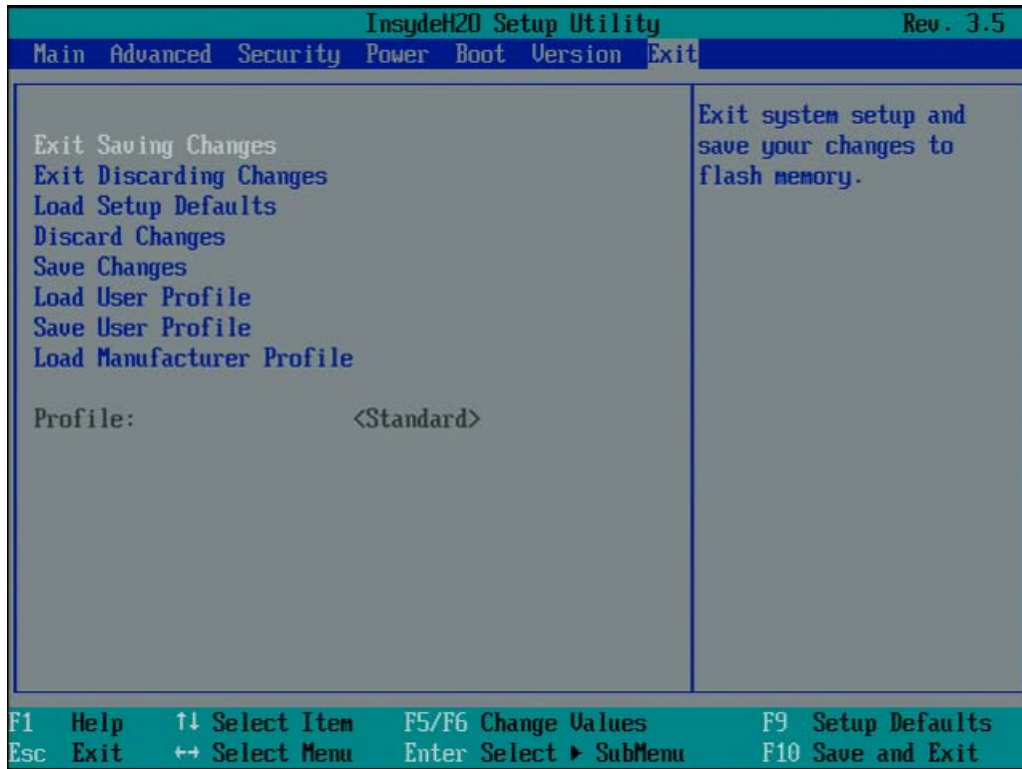 InsydeH2O Setup Utility Rev. 3.5
Main Advanced Security Power Boot Version Exit
Exit Saving Changes
Exit Discarding Changes
Load Setup Defaults
Discard Changes
Save Changes
Load User Profile
Save User Profile
Load Manufacturer Profile
Profile: <Standard>
Exit system setup and
save your changes to
flash memory.
F1 Help ↑↓ Select Item F5/F6 Change Values F9 Setup Defaults
Esc Exit ←→ Select Menu Enter Select ▶ SubMenu F10 Save and Exit